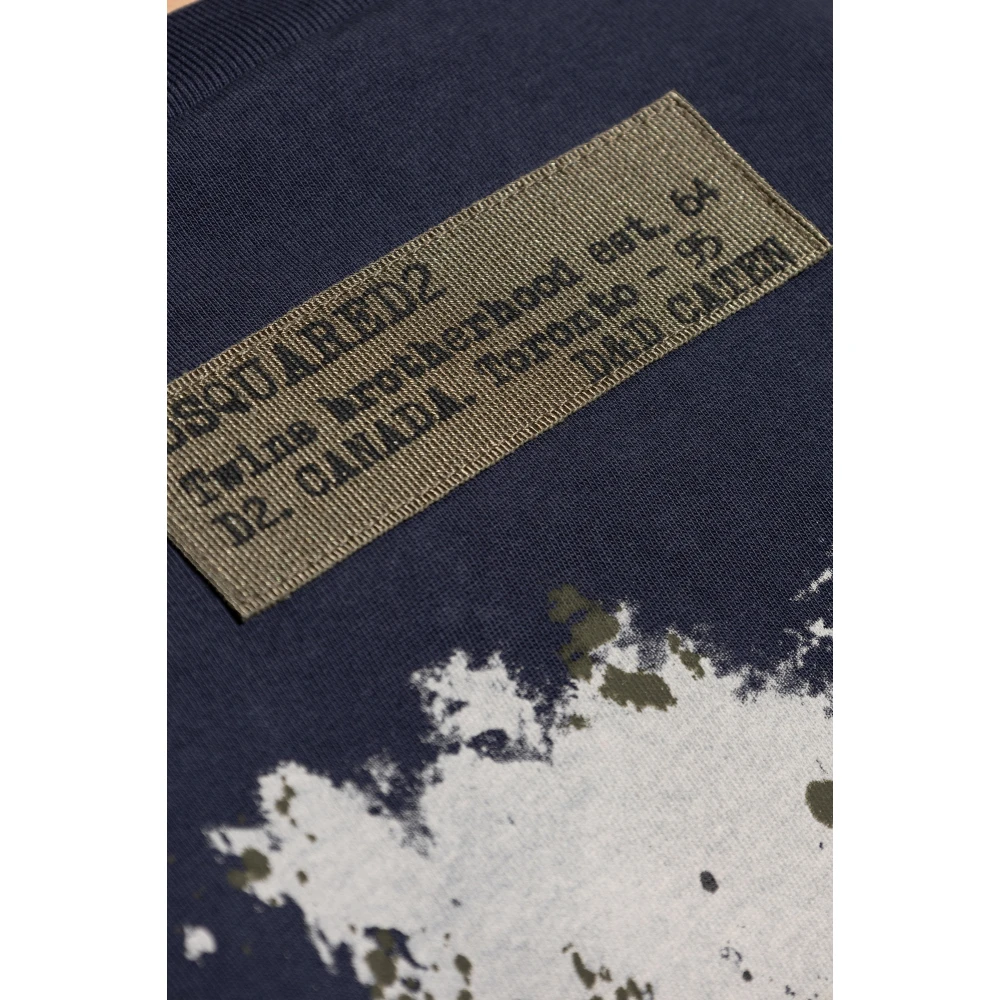 DSQUARED2
Twins brotherhood est. 64
D2. CANADA. Toronto - 95
D&D CATEN